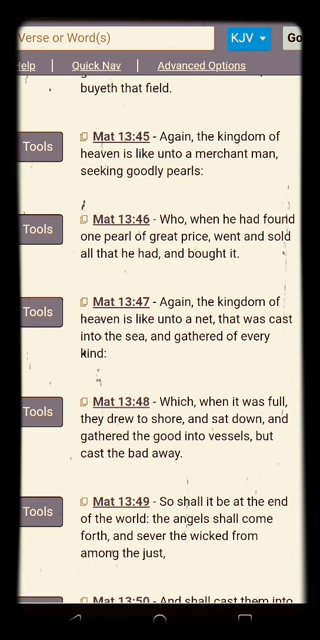 Verse or Word(s)
KJV
Go
Help | Quick Nav | Advanced Options
buyeth that field.
Tools
Mat 13:45 - Again, the kingdom of
heaven is like unto a merchant man,
seeking goodly pearls:
Tools
Mat 13:46 - Who, when he had found
one pearl of great price, went and sold
all that he had, and bought it.
Tools
Mat 13:47 - Again, the kingdom of
heaven is like unto a net, that was cast
into the sea, and gathered of every
kind:
Tools
Mat 13:48 - Which, when it was full,
they drew to shore, and sat down, and
gathered the good into vessels, but
cast the bad away.
Tools
Mat 13:49 - So shall it be at the end
of the world: the angels shall come
forth, and sever the wicked from
among the just,
Mat 13:50 - And shall cast them into